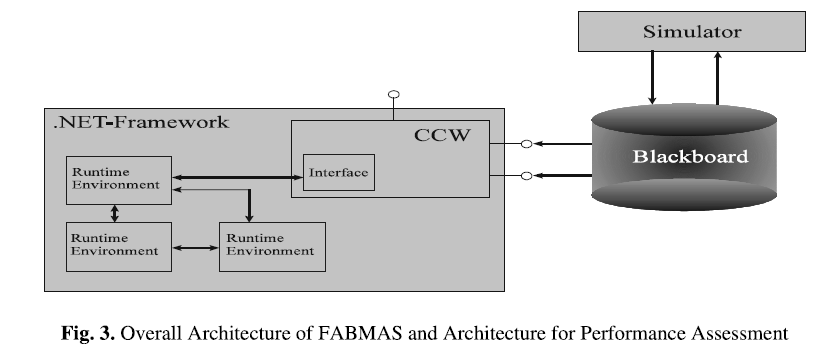 Simulator
.NET-Framework
CCW
Blackboard
Interface
Runtime
Environment
Runtime
Environment
Runtime
Environment
Fig. 3. Overall Architecture of FABMAS and Architecture for Performance Assessment